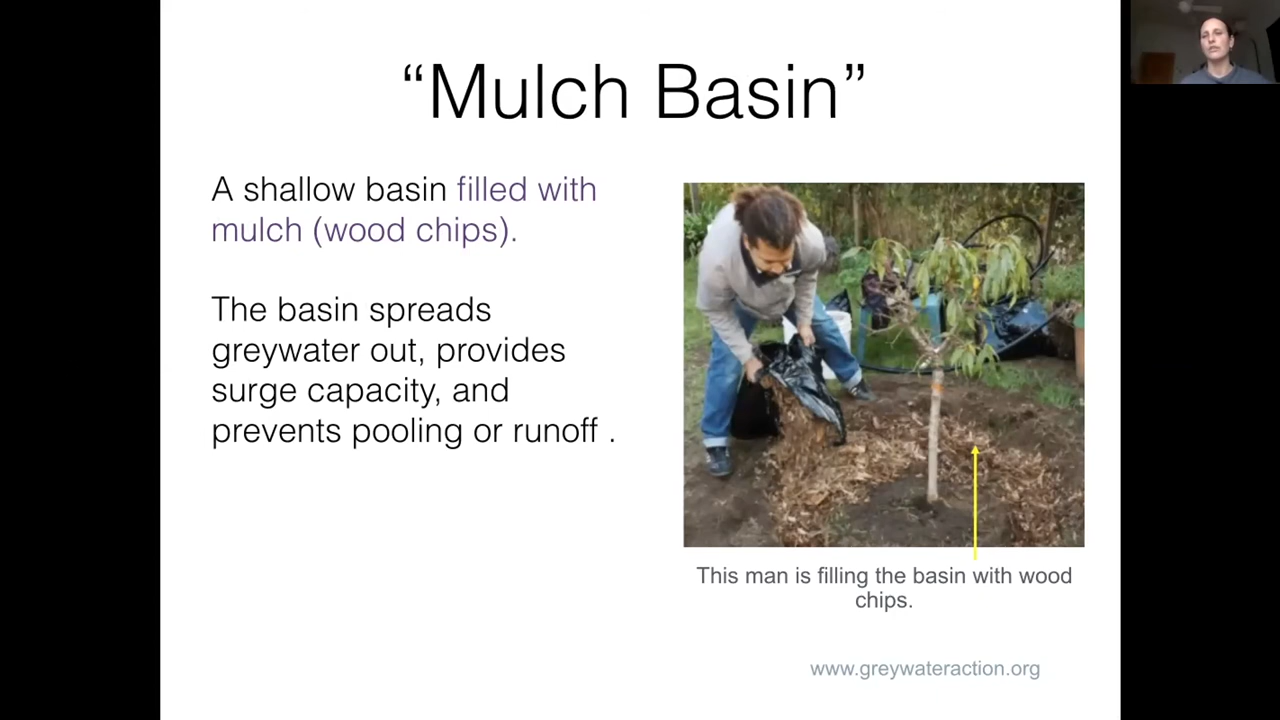 “Mulch Basin”
A shallow basin filled with
mulch (wood chips).
The basin spreads
greywater out, provides
surge capacity, and
prevents pooling or runoff .
This man is filling the basin with wood
chips.
www.greywateraction.org